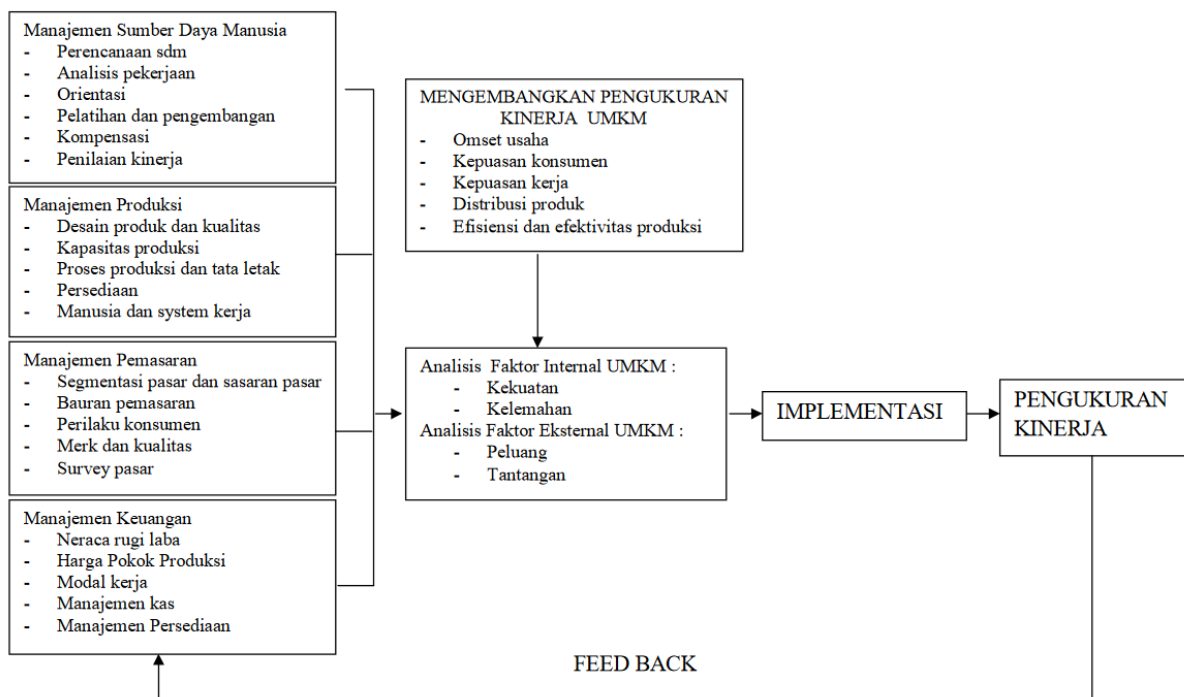 Manajemen Sumber Daya Manusia
- Perencanaan sdm
- Analisis pekerjaan
- Orientasi
- Pelatihan dan pengembangan
- Kompensasi
- Penilaian kinerja
Manajemen Produksi
- Desain produk dan kualitas
- Kapasitas produksi
- Proses produksi dan tata letak
- Persediaan
- Manusia dan system kerja
Manajemen Pemasaran
- Segmentasi pasar dan sasaran pasar
- Bauran pemasaran
- Perilaku konsumen
- Merk dan kualitas
- Survey pasar
Manajemen Keuangan
- Neraca rugi laba
- Harga Pokok Produksi
- Modal kerja
- Manajemen kas
- Manajemen Persediaan
MENGEMBANGKAN PENGUKURAN
KINERJA UMKM
- Omset usaha
- Kepuasan konsumen
- Kepuasan kerja
- Distribusi produk
- Efisiensi dan efektivitas produksi
Analisis Faktor Internal UMKM :
- Kekuatan
- Kelemahan
Analisis Faktor Eksternal UMKM :
- Peluang
- Tantangan
IMPLEMENTASI
PENGUKURAN
KINERJA
FEED BACK